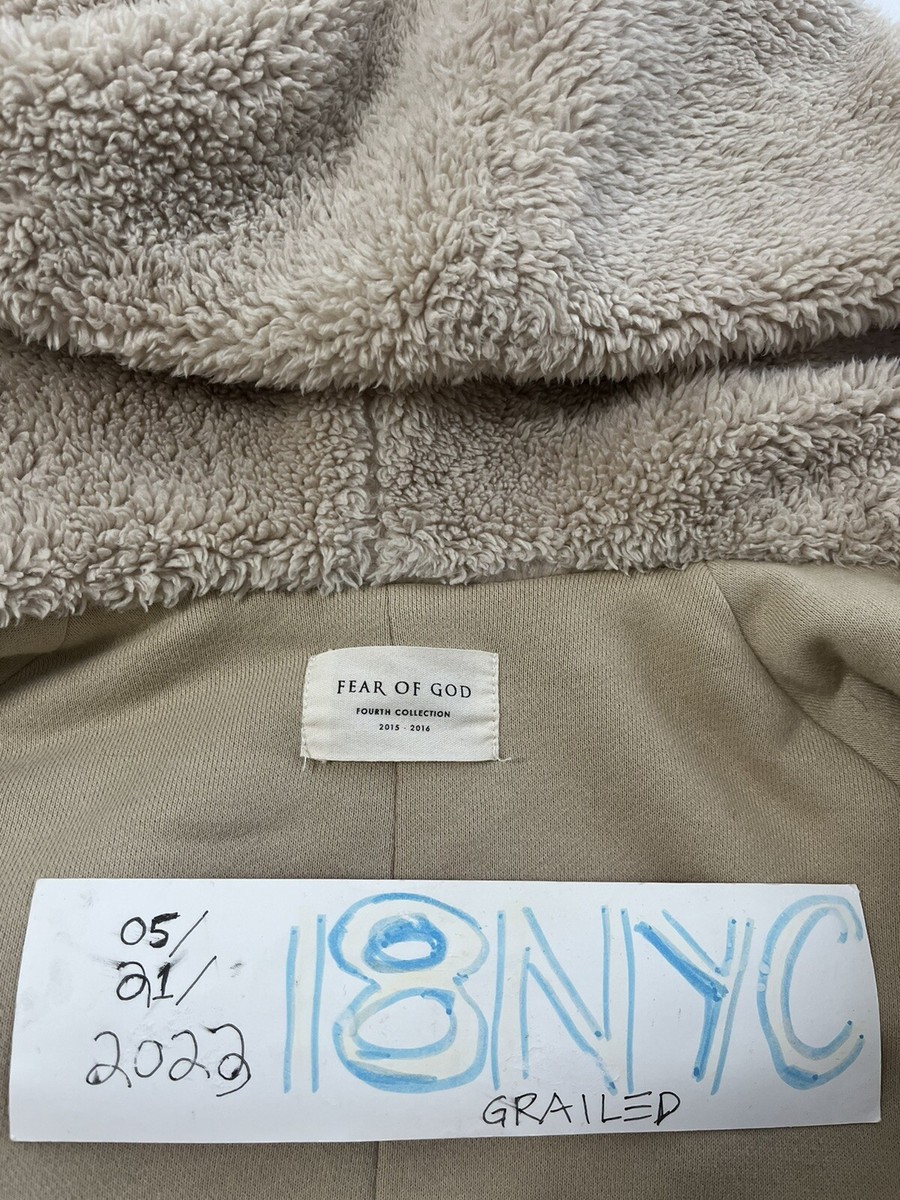 FEAR OF GOD
FOURTH COLLECTION
2015 - 2016
05/
21/
2022
18NYC
GRAILED